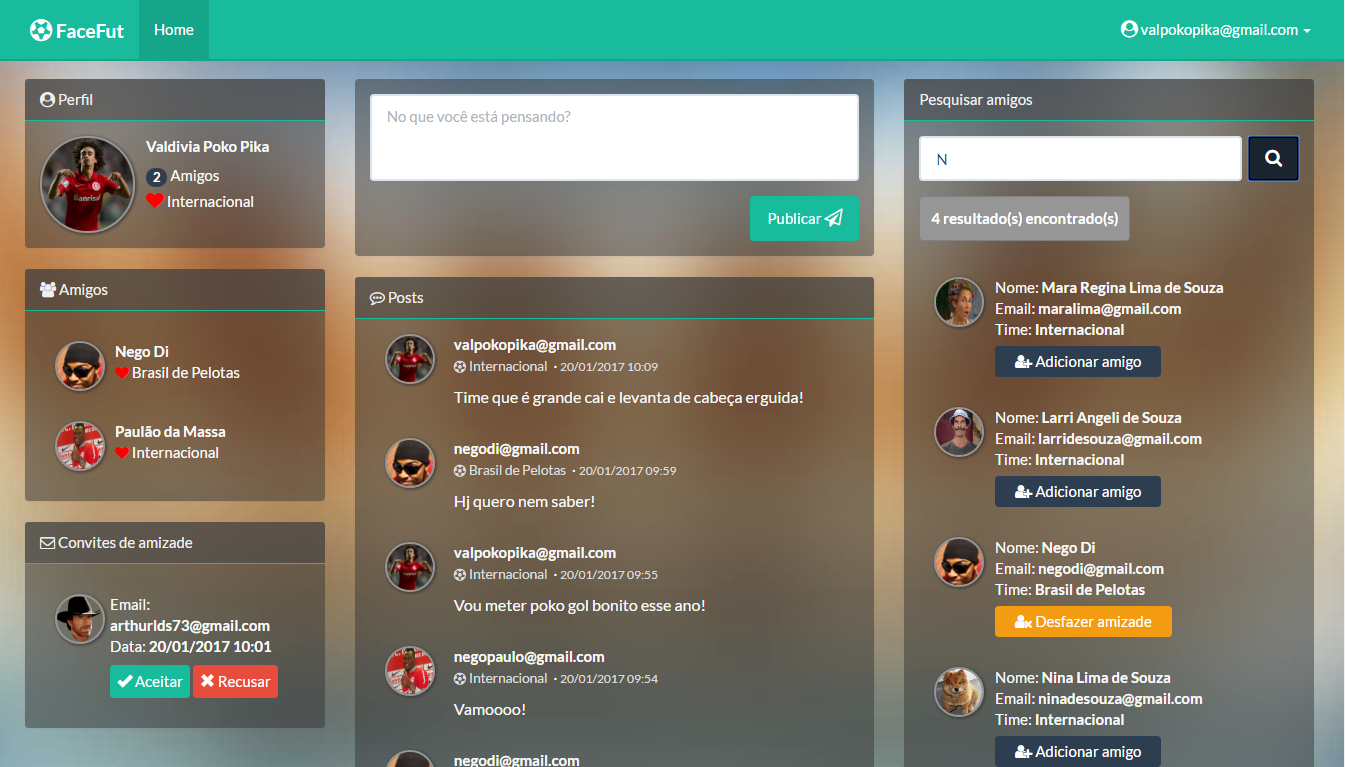 FaceFut
Home
valpokopika@gmail.com
Perfil
Valdivia Poko Pika
2 Amigos
Internacional
Amigos
Nego Di
Brasil de Pelotas
Paulão da Massa
Internacional
Convites de amizade
Email:
arthurlds73@gmail.com
Data: 20/01/2017 10:01
Aceitar
Recusar
No que você está pensando?
Publicar
Posts
valpokopika@gmail.com
Internacional • 20/01/2017 10:09
Time que é grande cai e levanta de cabeça erguida!
negodi@gmail.com
Brasil de Pelotas • 20/01/2017 09:59
Hj quero nem saber!
valpokopika@gmail.com
Internacional • 20/01/2017 09:55
Vou meter poko gol bonito esse ano!
negopaulo@gmail.com
Internacional • 20/01/2017 09:54
Vamoooo!
negodi@gmail.com
Pesquisar amigos
N
4 resultado(s) encontrado(s)
Nome: Mara Regina Lima de Souza
Email: maralima@gmail.com
Time: Internacional
Adicionar amigo
Nome: Larri Angeli de Souza
Email: larridesouza@gmail.com
Time: Internacional
Adicionar amigo
Nome: Nego Di
Email: negodi@gmail.com
Time: Brasil de Pelotas
Desfazer amizade
Nome: Nina Lima de Souza
Email: ninadesouza@gmail.com
Time: Internacional
Adicionar amigo